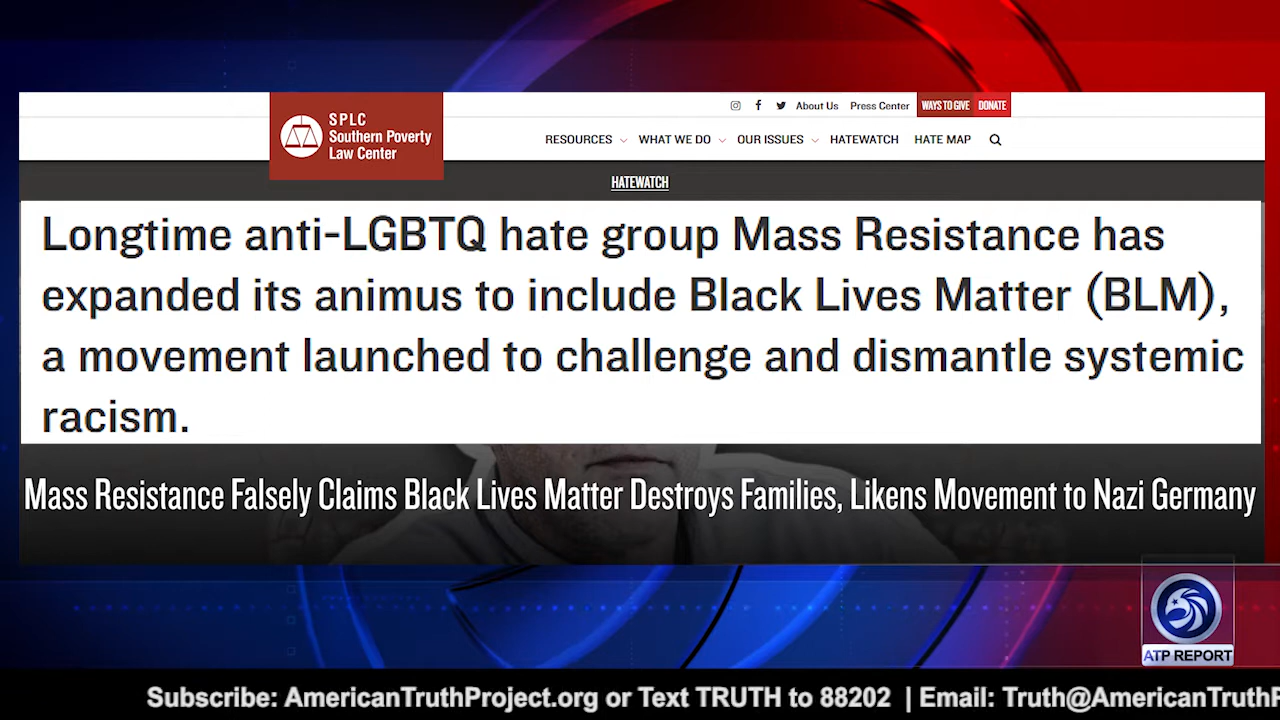 About Us Press Center WAYS TO GIVE DONATE
SPLC
Southern Poverty
Law Center
RESOURCES WHAT WE DO OUR ISSUES HATEWATCH HATE MAP
HATEWATCH
Longtime anti-LGBTQ hate group Mass Resistance has
expanded its animus to include Black Lives Matter (BLM),
a movement launched to challenge and dismantle systemic
racism.
Mass Resistance Falsely Claims Black Lives Matter Destroys Families, Likens Movement to Nazi Germany
ATP REPORT
Subscribe: AmericanTruthProject.org or Text TRUTH to 88202 | Email: Truth@AmericanTruthP